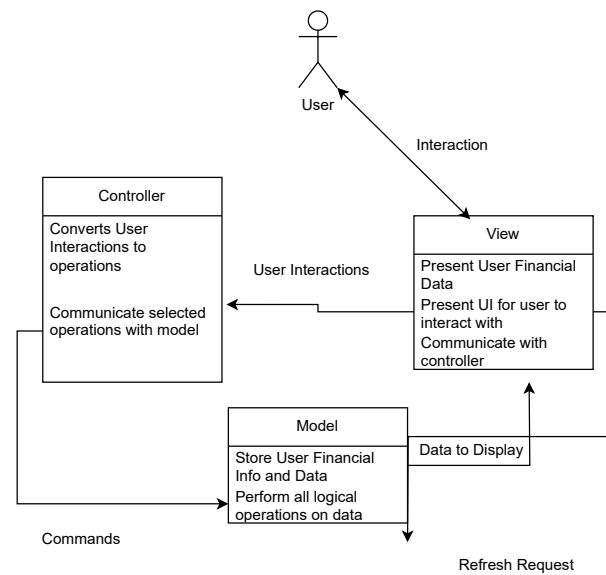 User
Interaction
Controller
Converts User
Interactions to
operations
Communicate selected
operations with model
User Interactions
View
Present User Financial
Data
Present UI for user to
interact with
Communicate with
controller
Model
Store User Financial
Info and Data
Perform all logical
operations on data
Data to Display
Commands
Refresh Request